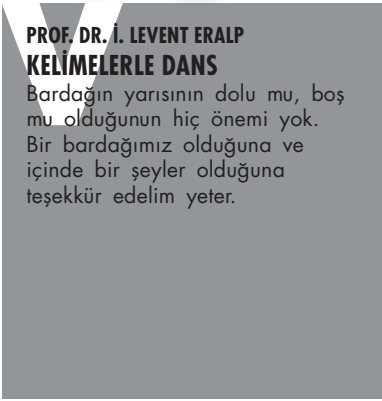 PROF. DR. İ. LEVENT ERALP
KELİMELERLE DANS
Bardağın yarısının dolu mu, boş
mu olduğunun hiç önemi yok.
Bir bardağımız olduğuna ve
içinde bir şeyler olduğuna
teşekkür edelim yeter.